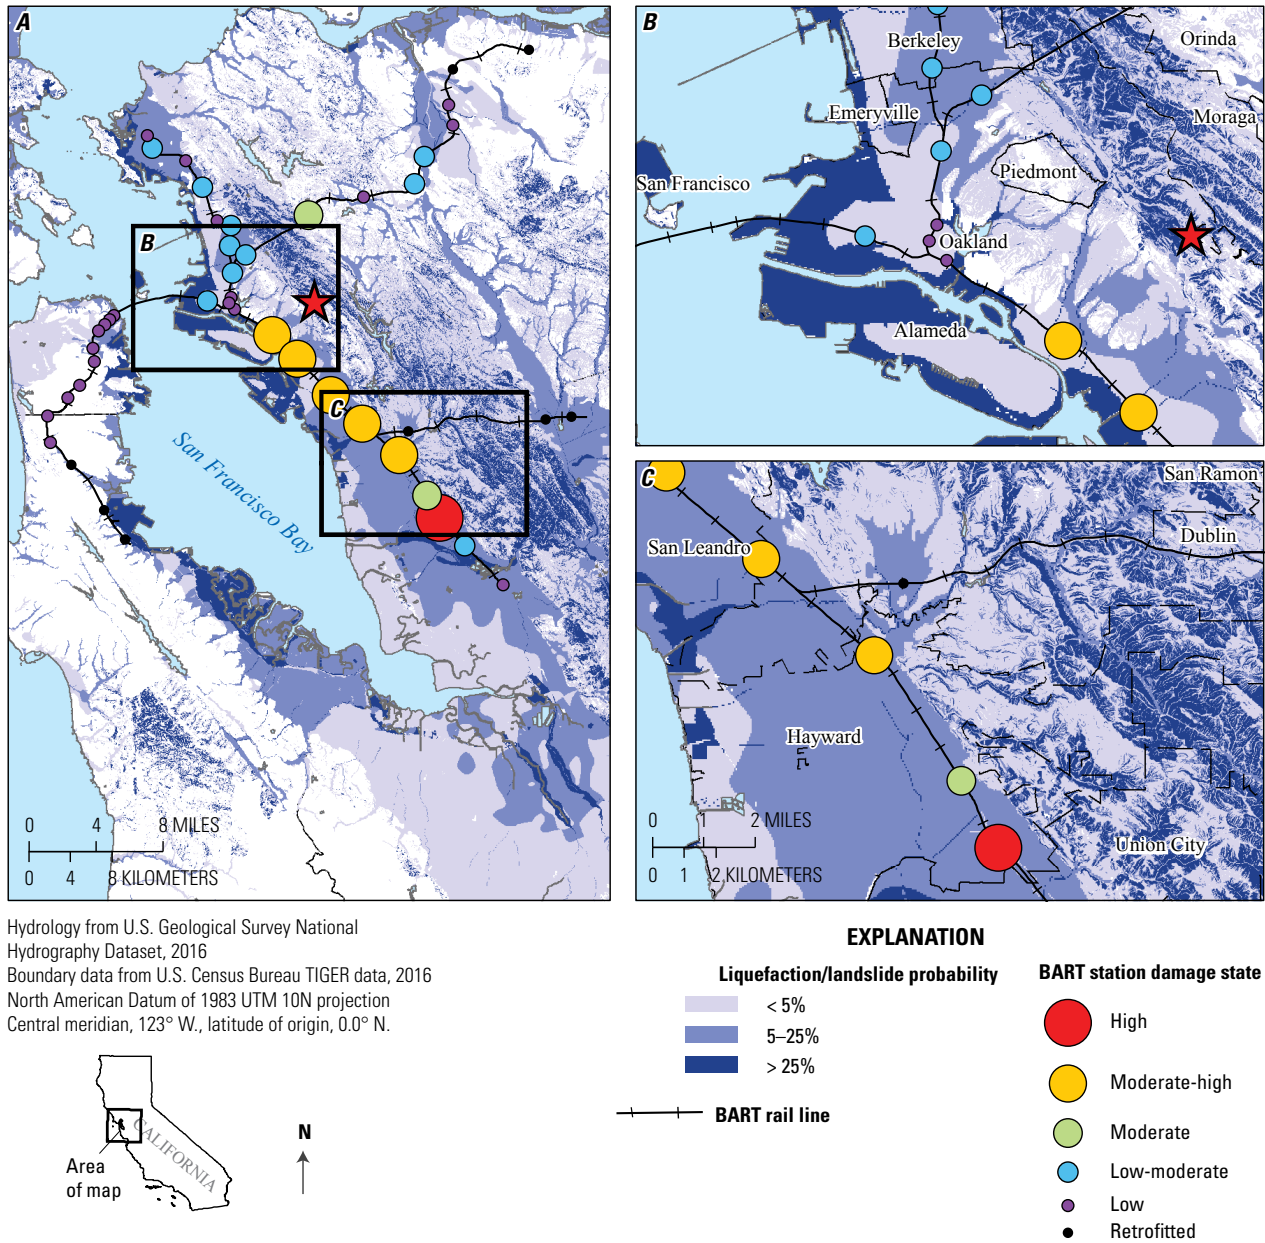 A
B
C
San Francisco Bay
0 4 8 MILES
0 4 8 KILOMETERS
B
Berkeley
Orinda
Emeryville
Moraga
Piedmont
San Francisco
Oakland
Alameda
C
San Ramon
Dublin
San Leandro
Hayward
Union City
0 1 2 MILES
0 1 2 KILOMETERS
Hydrology from U.S. Geological Survey National
Hydrography Dataset, 2016
Boundary data from U.S. Census Bureau TIGER data, 2016
North American Datum of 1983 UTM 10N projection
Central meridian, 123° W., latitude of origin, 0.0° N.
CALIFORNIA
Area
of map
N
EXPLANATION
Liquefaction/landslide probability
< 5%
5–25%
> 25%
BART rail line
BART station damage state
High
Moderate-high
Moderate
Low-moderate
Low
Retrofitted